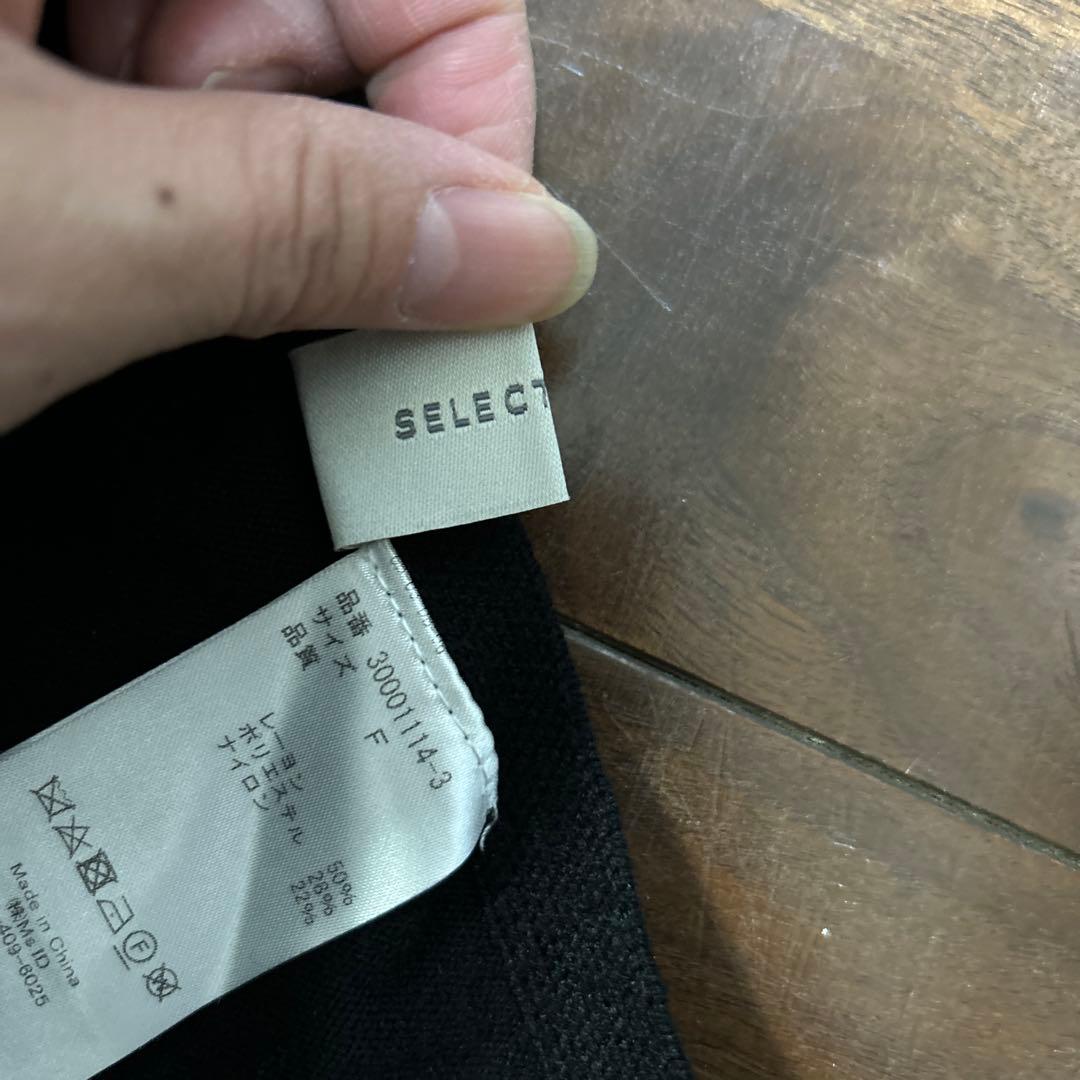 SELECT
品番 30001114-3
サイズ F
品質
レーヨン 50%
ポリエステル 28%
ナイロン 22%
Made in China
㈱Ms.ID
409-6025